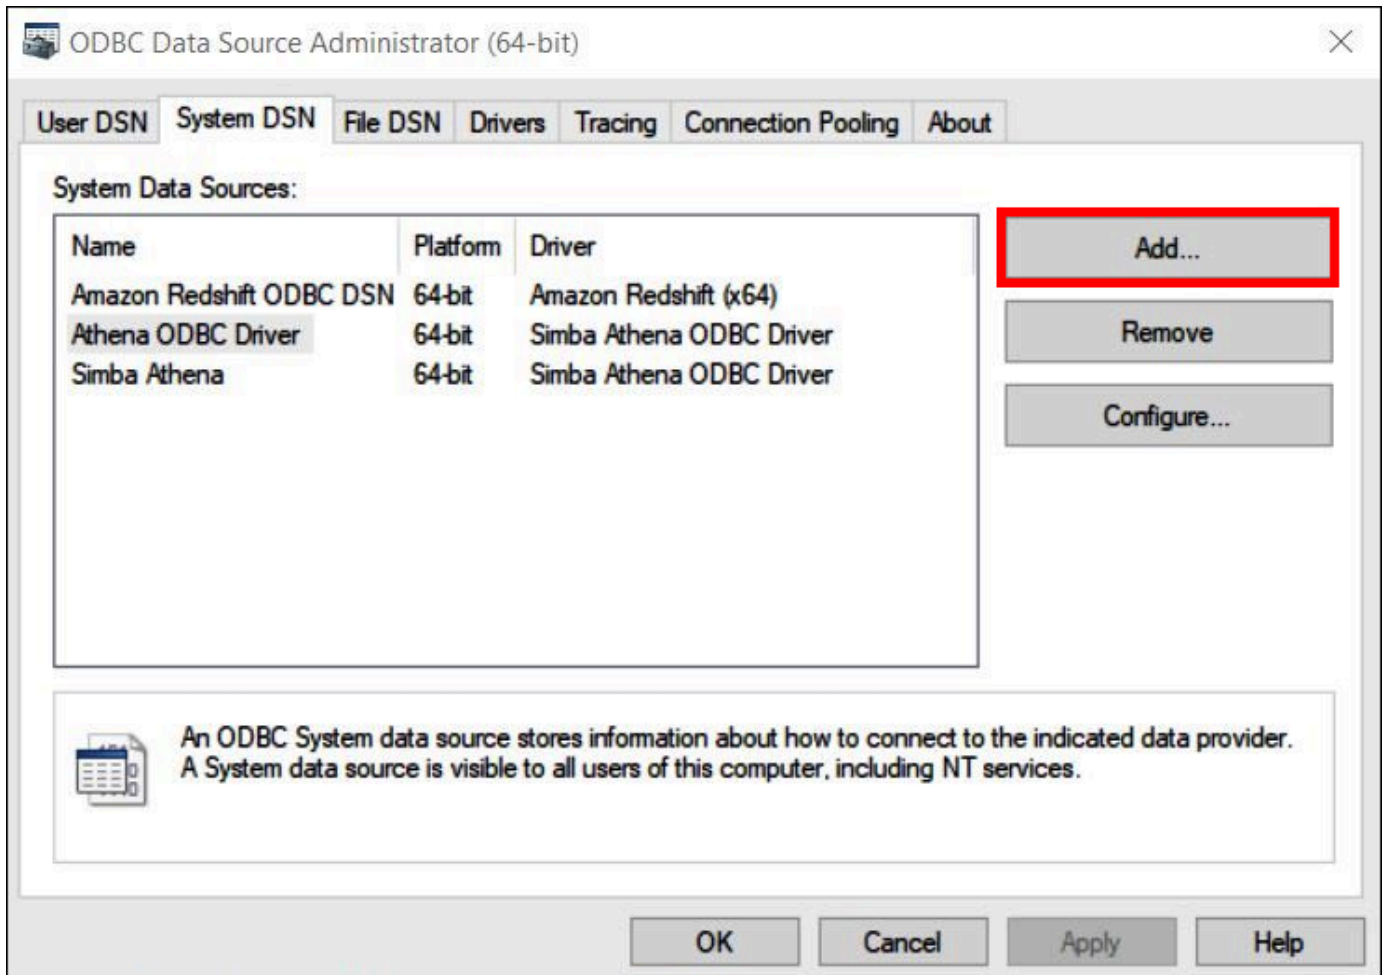 ODBC Data Source Administrator (64-bit)
User DSN System DSN File DSN Drivers Tracing Connection Pooling About
System Data Sources:
Name Platform Driver
Amazon Redshift ODBC DSN 64-bit Amazon Redshift (x64)
Athena ODBC Driver 64-bit Simba Athena ODBC Driver
Simba Athena 64-bit Simba Athena ODBC Driver
Add...
Remove
Configure...
An ODBC System data source stores information about how to connect to the indicated data provider.
A System data source is visible to all users of this computer, including NT services.
OK Cancel Apply Help